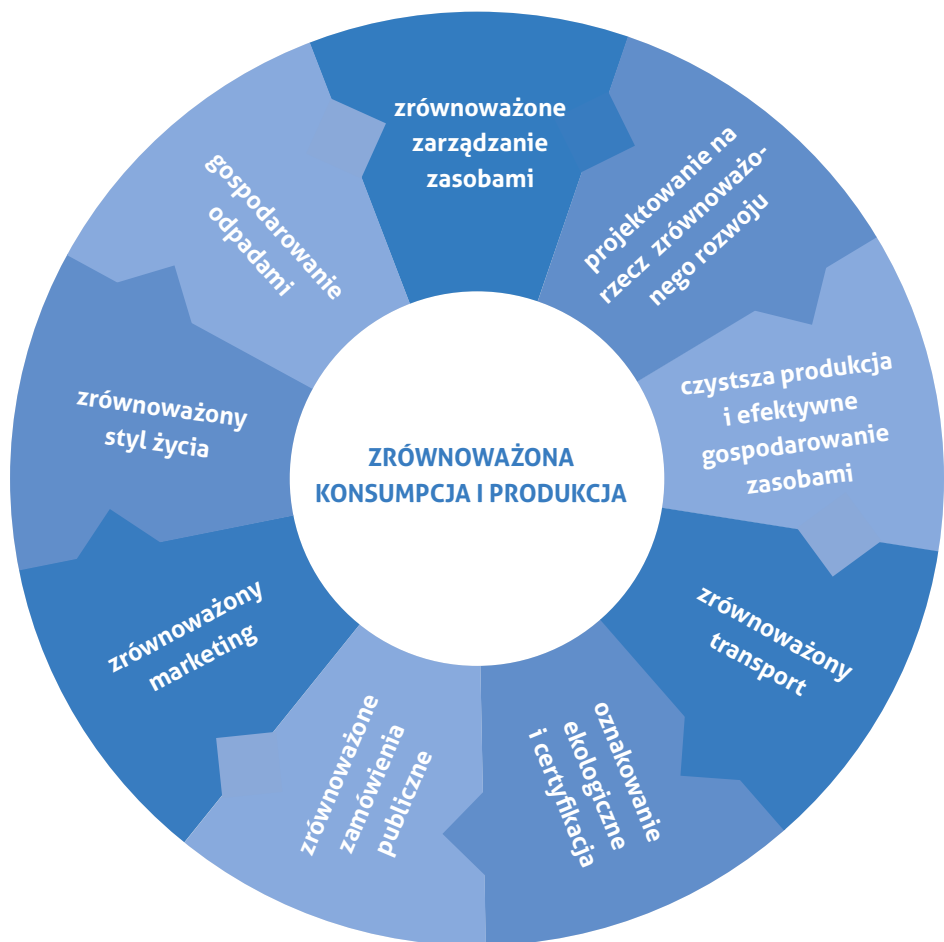 zrównoważone
zarządzanie
zasobami
projektowanie na
rzecz zrównoważo-
nego rozwoju
czystsza produkcja
i efektywne
gospodarowanie
zasobami
zrównoważony
transport
oznakowanie
ekologiczne
i certyfikacja
zrównoważone
zamówienia
publiczne
zrównoważony
marketing
zrównoważony
styl życia
gospodarowanie
odpadami
ZRÓWNOWAŻONA
KONSUMPCJA I PRODUKCJA